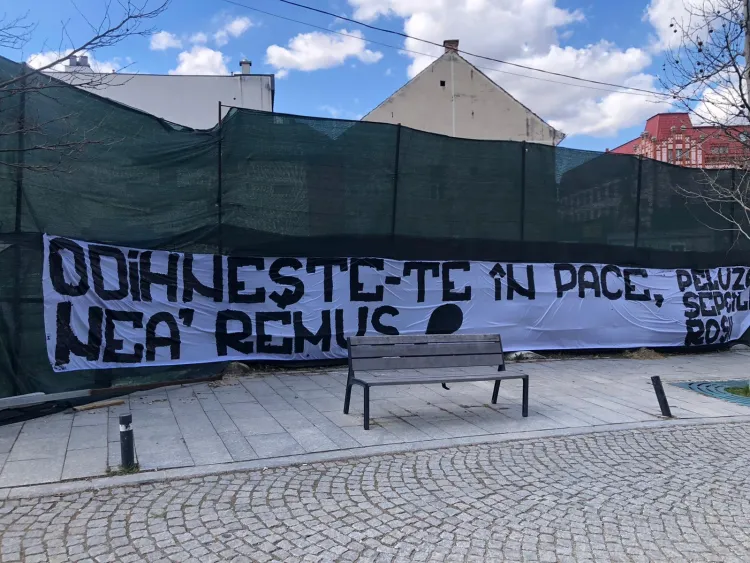 ODIHNEȘTE-TE ÎN PACE,
NEA' REMUS
PELUZA
SEPCILE
ROȘII